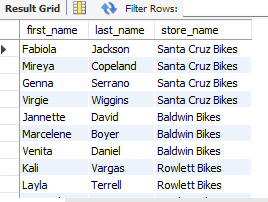 Result Grid Filter Rows:
first_name last_name store_name
Fabiola Jackson Santa Cruz Bikes
Mireya Copeland Santa Cruz Bikes
Genna Serrano Santa Cruz Bikes
Virgie Wiggins Santa Cruz Bikes
Jannette David Baldwin Bikes
Marcelene Boyer Baldwin Bikes
Venita Daniel Baldwin Bikes
Kali Vargas Rowlett Bikes
Layla Terrell Rowlett Bikes